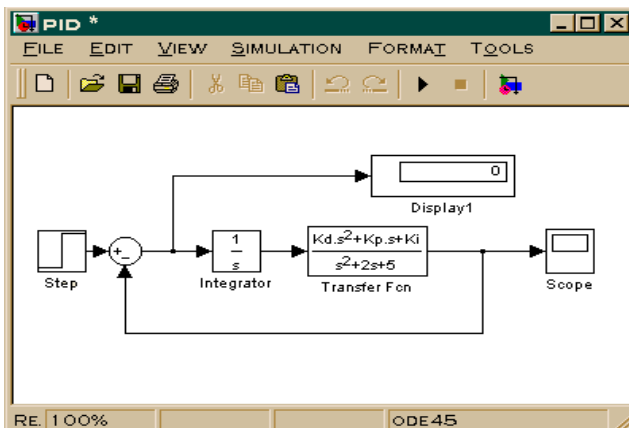 PID *
FILE EDIT VIEW SIMULATION FORMAT TOOLS
0
Display1
+
-
Step
1
s
Integrator
Kd.s²+Kp.s+Ki
s²+2s+5
Transfer Fcn
Scope
RE. 100% ODE45